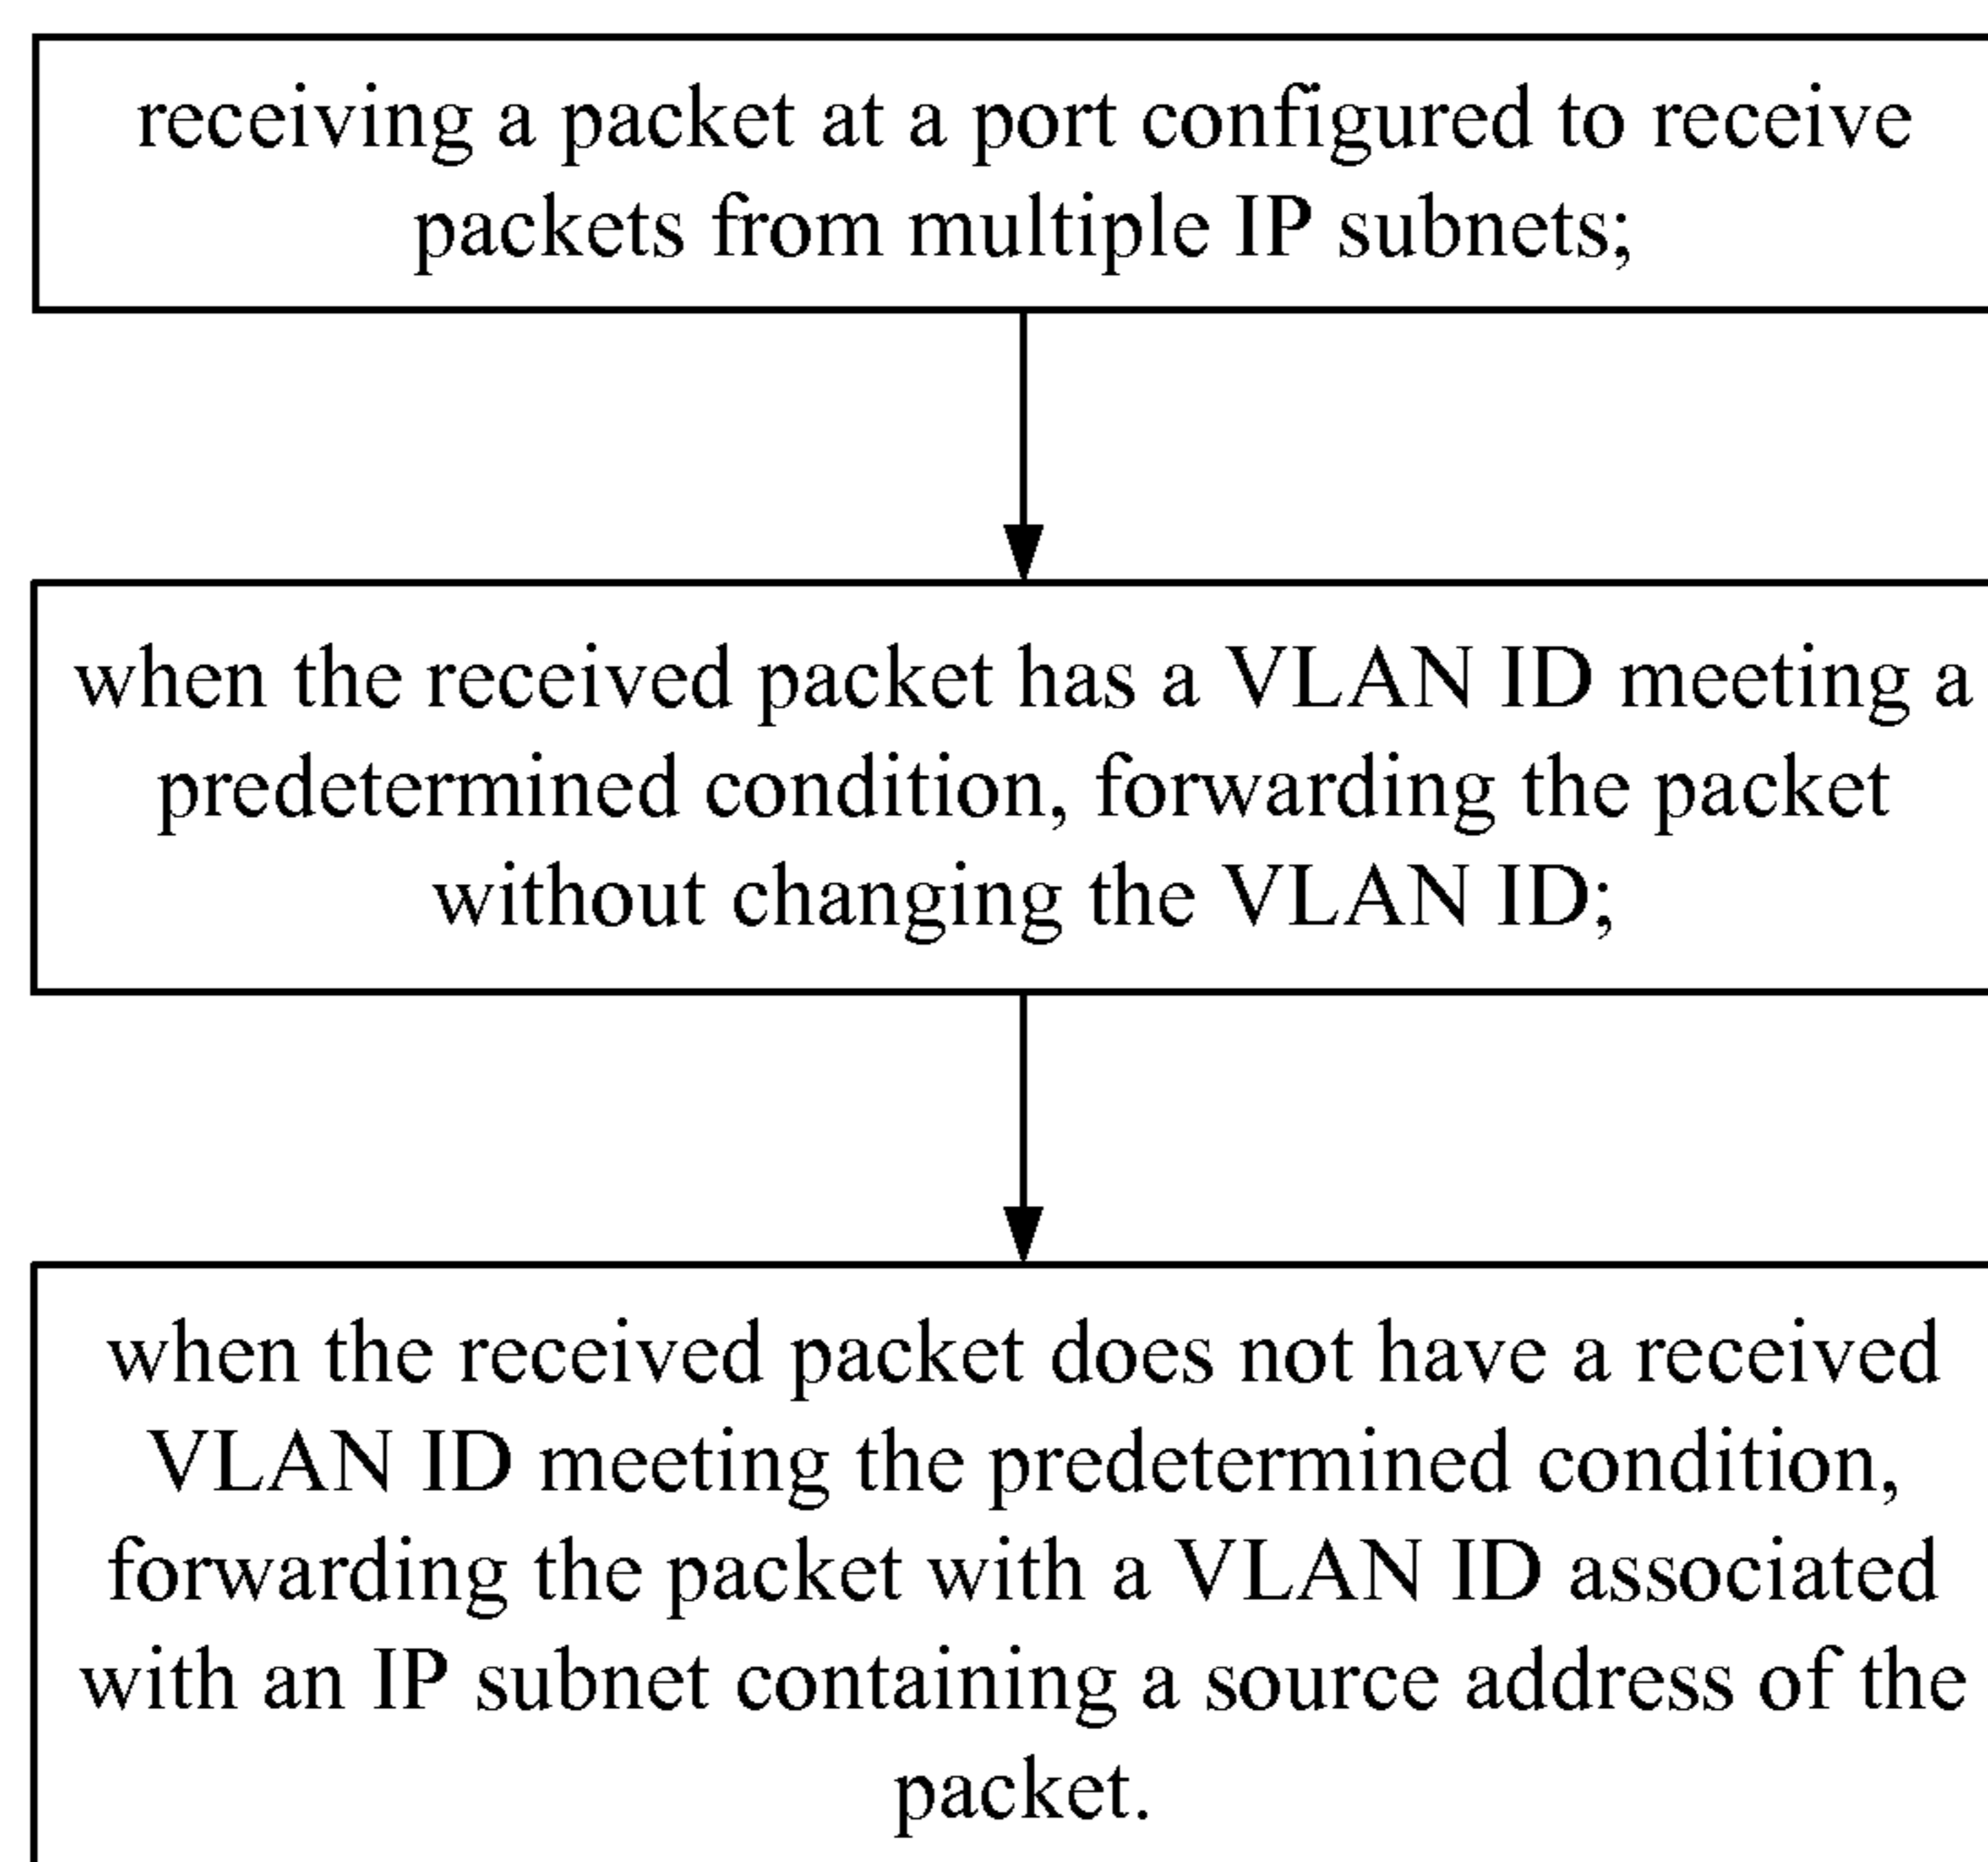 receiving a packet at a port configured to receive
packets from multiple IP subnets;
when the received packet has a VLAN ID meeting a
predetermined condition, forwarding the packet
without changing the VLAN ID;
when the received packet does not have a received
VLAN ID meeting the predetermined condition,
forwarding the packet with a VLAN ID associated
with an IP subnet containing a source address of the
packet.